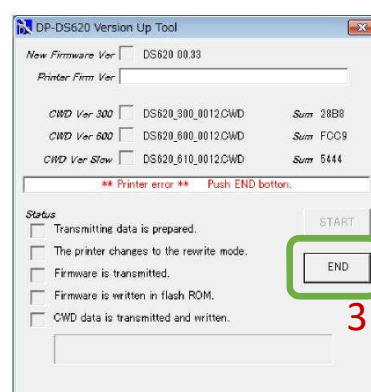 DP-DS620 Version Up Tool
New Firmware Ver DS620 00.33
Printer Firm Ver
CWD Ver 300 DS620_300_0012.CWD Sum 28B8
CWD Ver 600 DS620_600_0012.CWD Sum FCC9
CWD Ver Slow DS620_610_0012.CWD Sum 5444
** Printer error ** Push END botton.
Status
START
Transmitting data is prepared.
The printer changes to the rewrite mode.
END
Firmware is transmitted.
Firmware is written in flash ROM.
3
CWD data is transmitted and written.